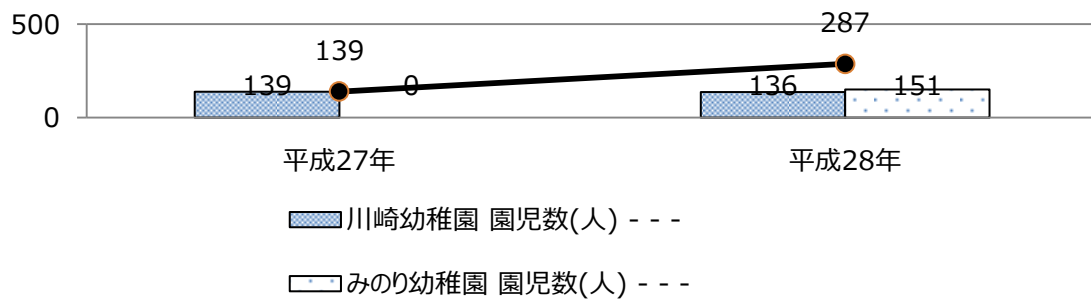 500
287
139
139
0
136
151
0
平成27年
平成28年
川崎幼稚園 園児数(人) - - -
みのり幼稚園 園児数(人) - - -